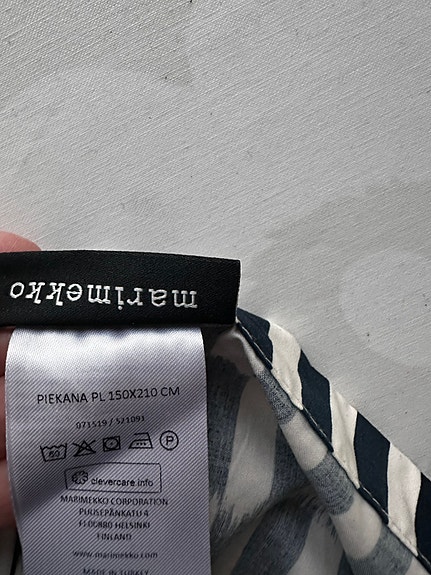 marimekko
PIEKANA PL 150X210 CM
071519 / 521091
60
P
clevercare.info
MARIMEKKO CORPORATION
PUUSEPÄNKATU 4
FI-00880 HELSINKI
FINLAND
www.marimekko.com
MADE IN TURKEY